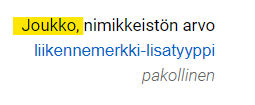 Joukko, nimikkeistön arvo
liikennemerkki-lisatyyppi
pakollinen